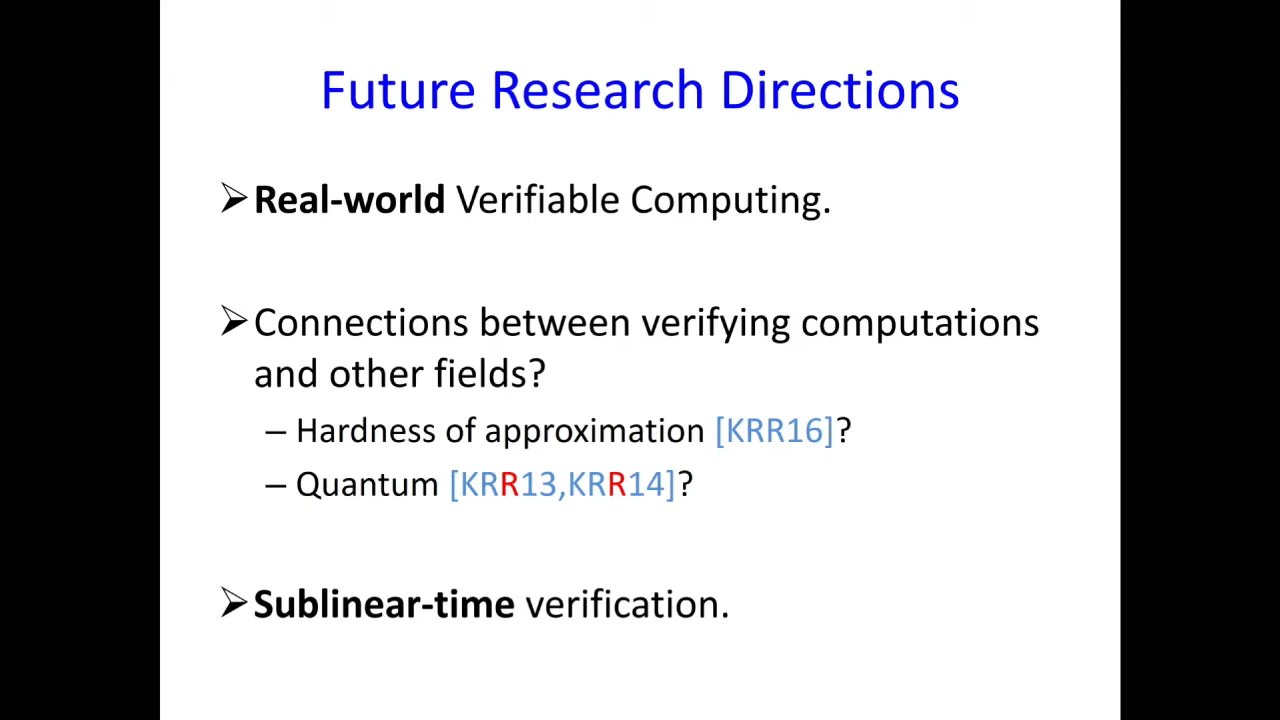 Future Research Directions
➢Real-world Verifiable Computing.
➢Connections between verifying computations
and other fields?
– Hardness of approximation [KRR16]?
– Quantum [KRR13,KRR14]?
➢Sublinear-time verification.